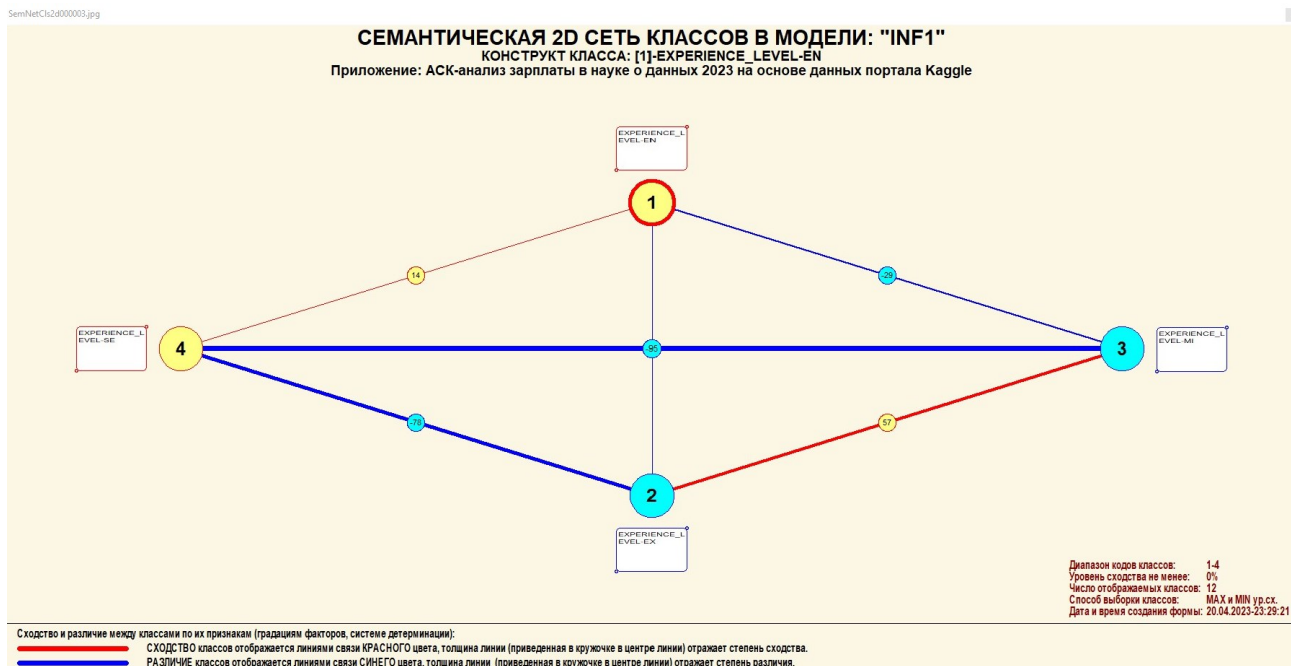 SemNetCls2d000003.jpg
СЕМАНТИЧЕСКАЯ 2D СЕТЬ КЛАССОВ В МОДЕЛИ: "INF1"
КОНСТРУКТ КЛАССА: [1]-EXPERIENCE_LEVEL-EN
Приложение: АСК-анализ зарплаты в науке о данных 2023 на основе данных портала Kaggle
EXPERIENCE_L
EVEL-EN
1
14
-29
EXPERIENCE_L
EVEL-SE
4
-95
3
EXPERIENCE_L
EVEL-MI
-78
57
2
EXPERIENCE_L
EVEL-EX
Диапазон кодов классов: 1-4
Уровень сходства не менее: 0%
Число отображаемых классов: 12
Способ выборки классов: MAX и MIN ур.сх.
Дата и время создания формы: 20.04.2023-23:29:21
Сходство и различие между классами по их признакам (градациям факторов, системе детерминации):
СХОДСТВО классов отображается линиями связи КРАСНОГО цвета, толщина линии (приведенная в кружочке в центре линии) отражает степень сходства.
РАЗЛИЧИЕ классов отображается линиями связи СИНЕГО цвета, толщина линии (приведенная в кружочке в центре линии) отражает степень различия.